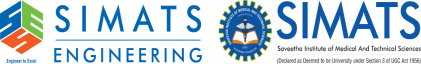 SIMATS
ENGINEERING
Engineer to Excel
SIMATS
Saveetha Institute of Medical And Technical Sciences
(Declared as Deemed to be University under Section 3 of UGC Act 1956)